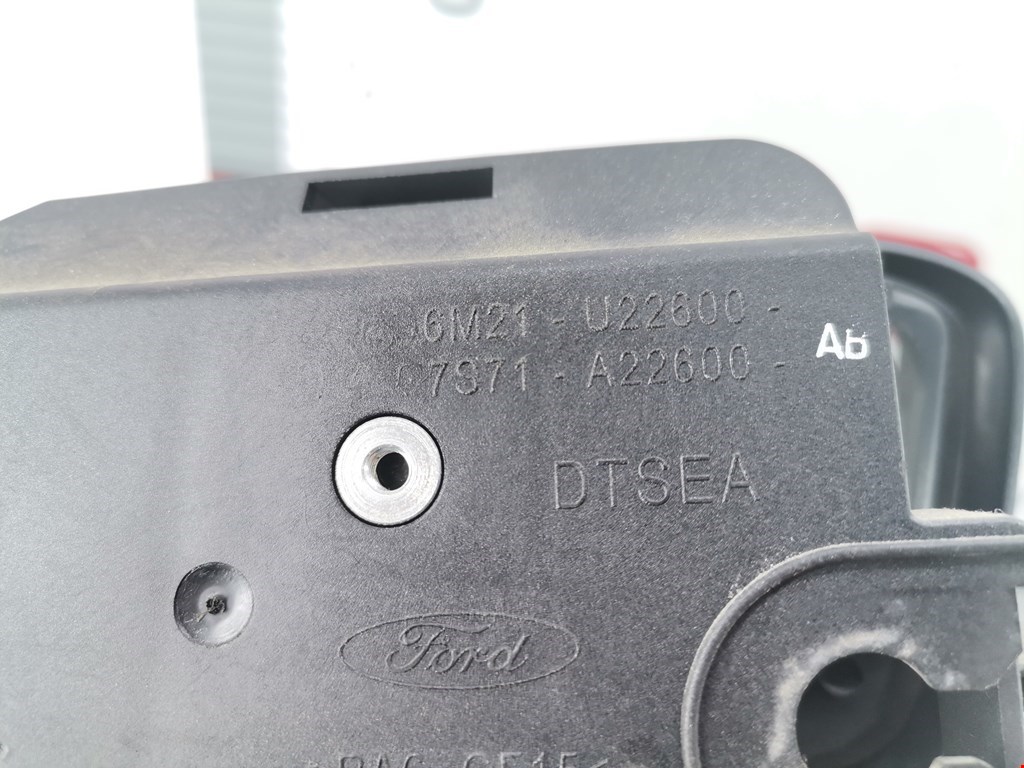 6M21 - U22600 -
7S71 - A22600 - AB
DTSEA
Ford